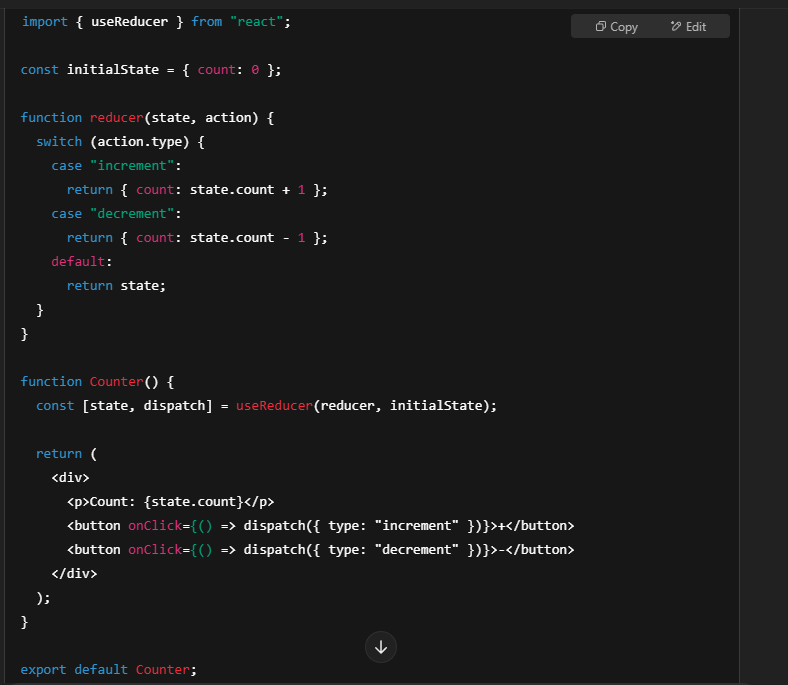 import { useReducer } from "react";
Copy Edit
const initialState = { count: 0 };
function reducer(state, action) {
  switch (action.type) {
    case "increment":
      return { count: state.count + 1 };
    case "decrement":
      return { count: state.count - 1 };
    default:
      return state;
  }
}
function Counter() {
  const [state, dispatch] = useReducer(reducer, initialState);
  return (
    <div>
      <p>Count: {state.count}</p>
      <button onClick={() => dispatch({ type: "increment" })}>+</button>
      <button onClick={() => dispatch({ type: "decrement" })}>-</button>
    </div>
  );
}
export default Counter;